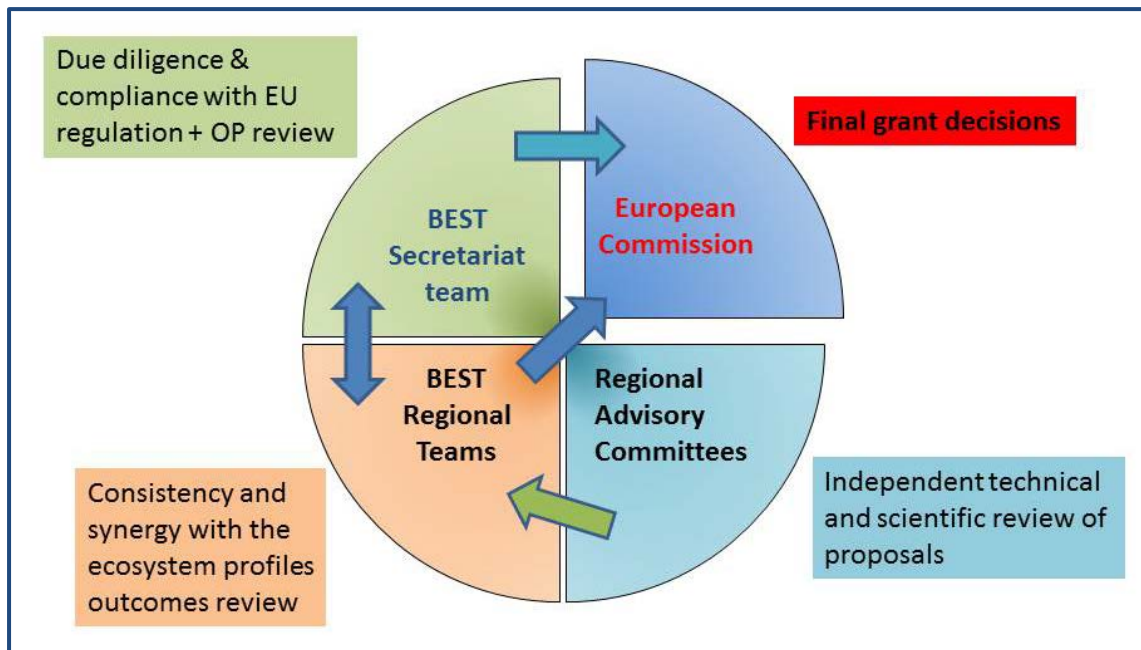 Due diligence &
compliance with EU
regulation + OP review
Final grant decisions
BEST
Secretariat
team
European
Commission
BEST
Regional
Teams
Regional
Advisory
Committees
Consistency and
synergy with the
ecosystem profiles
outcomes review
Independent technical
and scientific review of
proposals